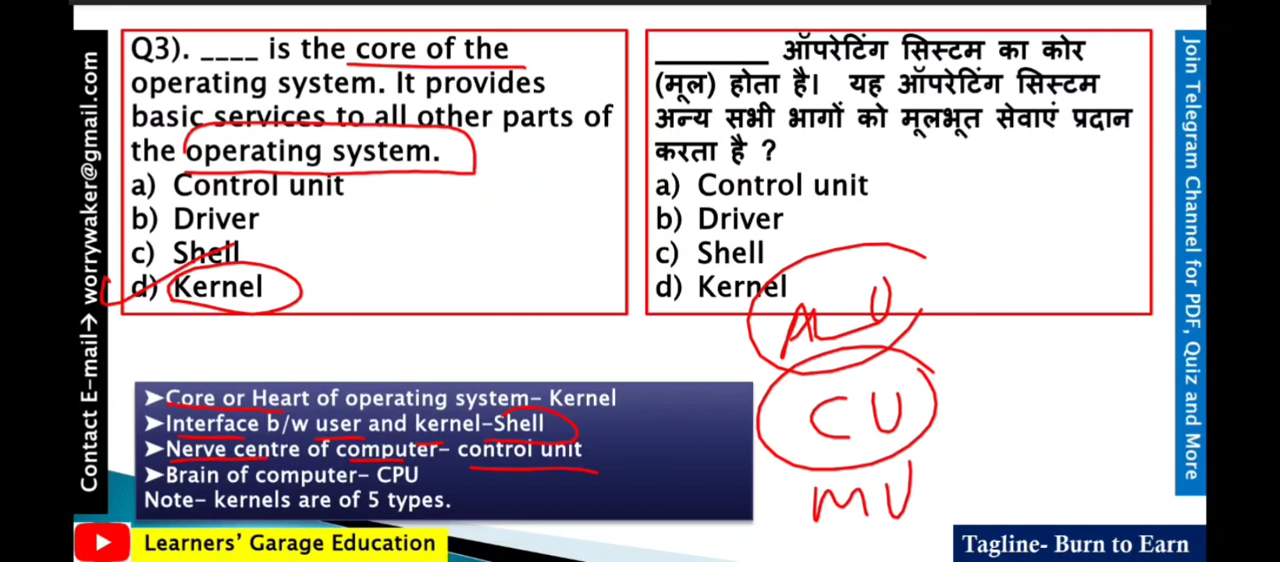 Contact E-mail→ worrywaker@gmail.com
Q3). ____ is the core of the
operating system. It provides
basic services to all other parts of
the operating system.
a) Control unit
b) Driver
c) Shell
d) Kernel
_______ ऑपरेटिंग सिस्टम का कोर
(मूल) होता है। यह ऑपरेटिंग सिस्टम
अन्य सभी भागों को मूलभूत सेवाएं प्रदान
करता है ?
a) Control unit
b) Driver
c) Shell
d) Kernel
ALU
CU
MU
➤Core or Heart of operating system– Kernel
➤Interface b/w user and kernel–Shell
➤Nerve centre of computer– control unit
➤Brain of computer– CPU
Note– kernels are of 5 types.
Join Telegram Channel for PDF, Quiz and More
Learners’ Garage Education
Tagline- Burn to Earn